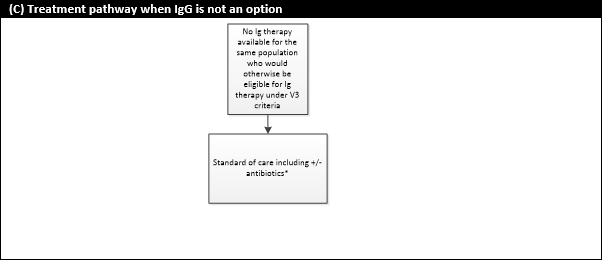 (C) Treatment pathway when IgG is not an option
No Ig therapy
available for the
same population
who would
otherwise be
eligible for Ig
therapy under V3
criteria
Standard of care including +/-
antibiotics*